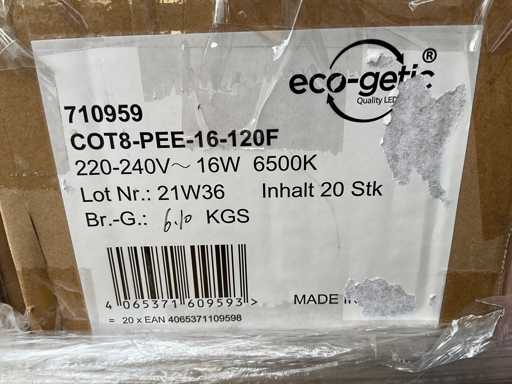 eco-getic®
Quality LED
710959
COT8-PEE-16-120F
220-240V~ 16W 6500K
Lot Nr.: 21W36 Inhalt 20 Stk
Br.-G.: 6.10 KGS
4 065371 609593>
MADE IN
= 20 x EAN 4065371109598